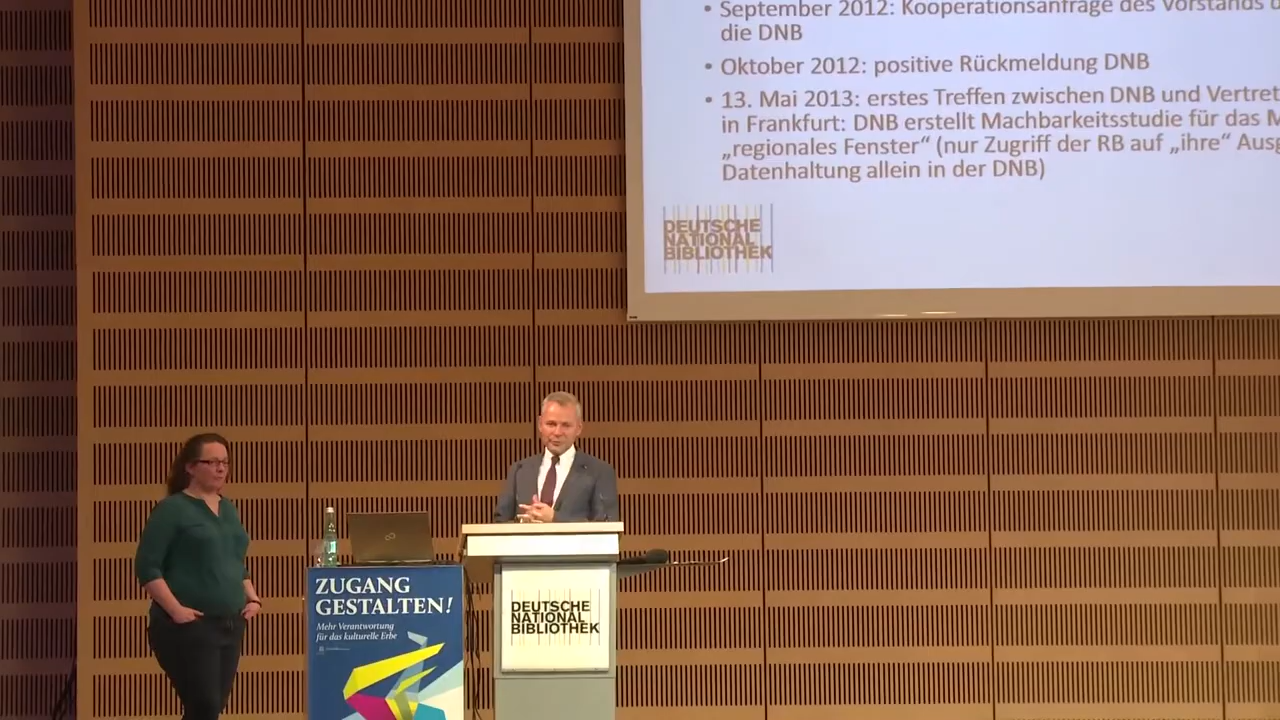 • September 2012: Kooperationsanfrage des Vorstands
die DNB
• Oktober 2012: positive Rückmeldung DNB
• 13. Mai 2013: erstes Treffen zwischen DNB und Vertret
in Frankfurt: DNB erstellt Machbarkeitsstudie für das M
„regionales Fenster“ (nur Zugriff der RB auf „ihre“ Ausg
Datenhaltung allein in der DNB)
DEUTSCHE
NATIONAL
BIBLIOTHEK
ZUGANG
GESTALTEN!
Mehr Verantwortung
für das kulturelle Erbe
DEUTSCHE
NATIONAL
BIBLIOTHEK